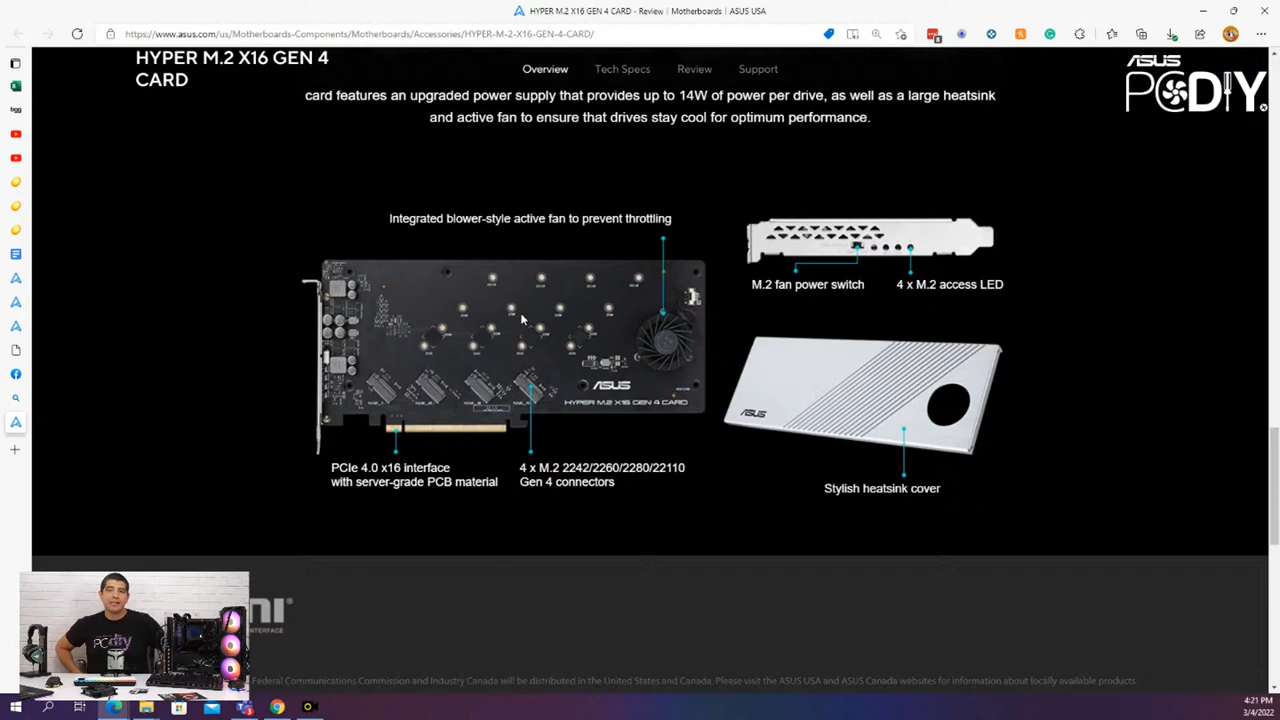 HYPER M.2 X16 GEN 4 CARD - Review | Motherboards | ASUS USA
https://www.asus.com/us/Motherboards-Components/Motherboards/Accessories/HYPER-M-2-X16-GEN-4-CARD/
HYPER M.2 X16 GEN 4
CARD
Overview
Tech Specs
Review
Support
ASUS
PCDIY
card features an upgraded power supply that provides up to 14W of power per drive, as well as a large heatsink
and active fan to ensure that drives stay cool for optimum performance.
Integrated blower-style active fan to prevent throttling
M.2 fan power switch
4 x M.2 access LED
ASUS
HYPER M.2 X16 GEN 4 CARD
ASUS
PCIe 4.0 x16 interface
with server-grade PCB material
4 x M.2 2242/2260/2280/22110
Gen 4 connectors
Stylish heatsink cover
INTERFACE
Federal Communications Commission and Industry Canada will be distributed in the United States and Canada. Please visit the ASUS USA and ASUS Canada websites for information about locally available products.
PCDIY
4:21 PM
3/4/2022